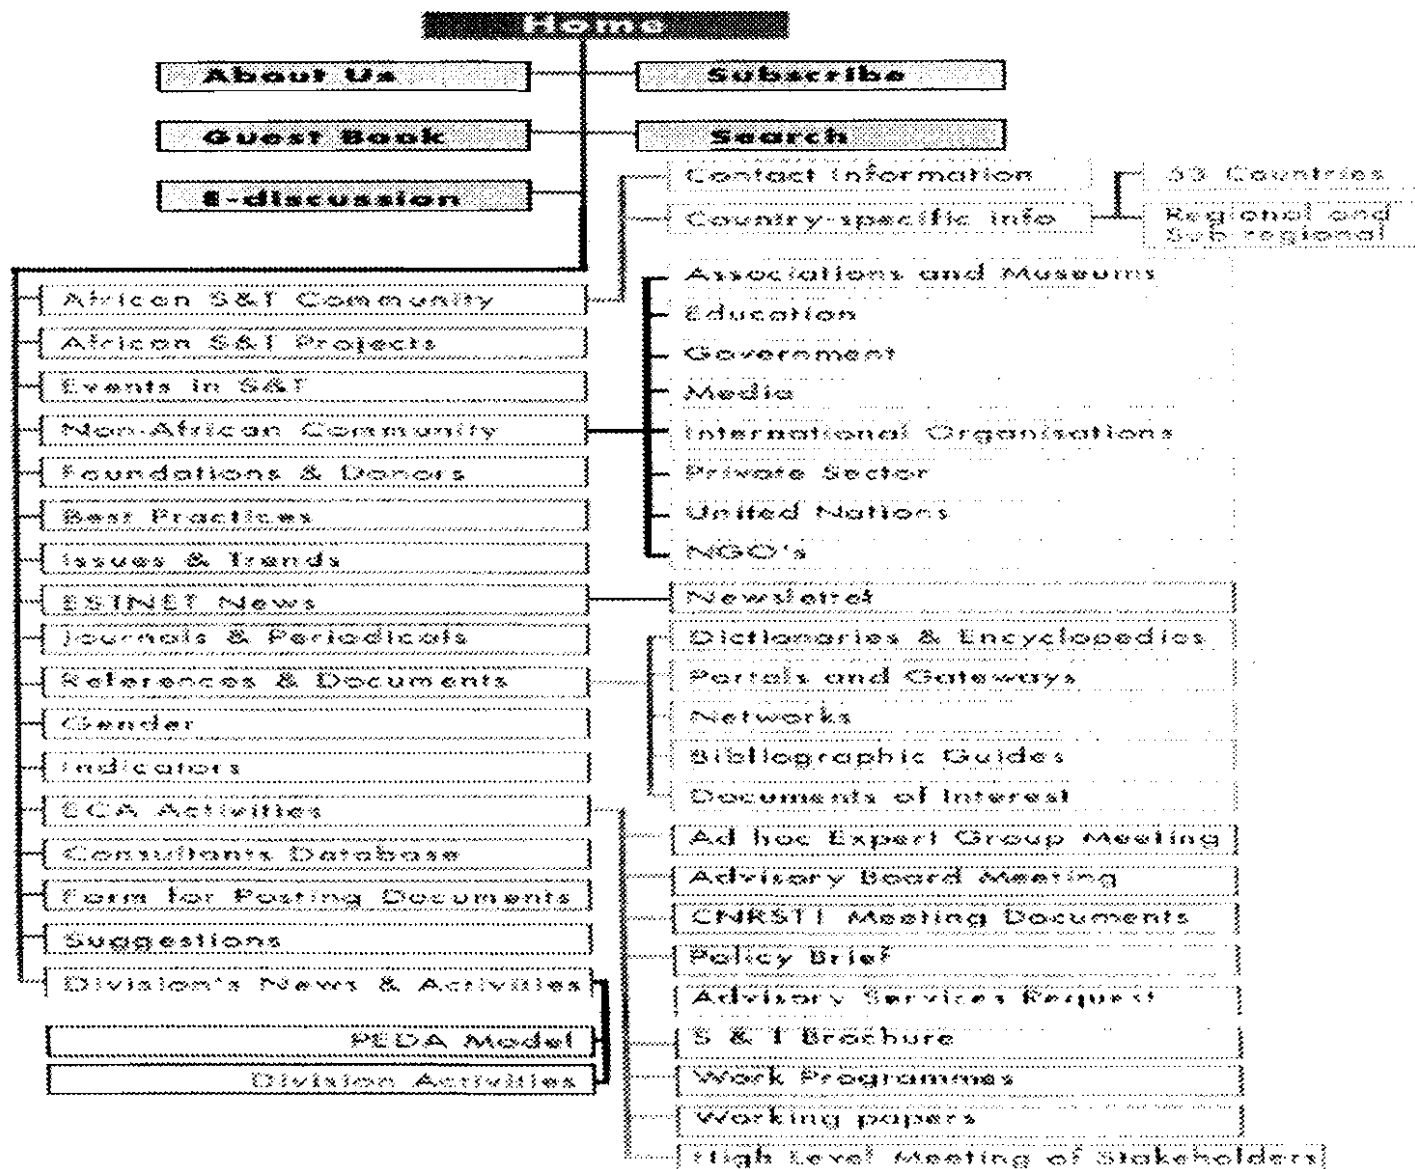 Home
About Us
Subscribe
Guest Book
Search
E-discussion
Contact Information
Country-specific info
53 Countries
Regional and
Sub regional
African S&T Community
African S&T Projects
Events in S&T
Non-African Community
Foundations & Donors
Best Practices
Issues & Trends
ESTNET News
Journals & Periodicals
References & Documents
Gender
Indicators
ECA Activities
Consultants Database
Form for Posting Documents
Suggestions
Division's News & Activities
PEDA Model
Division Activities
Associations and Museums
Education
Government
Media
International Organisations
Private Sector
United Nations
NGO's
Newsletter
Dictionaries & Encyclopedics
Portals and Gateways
Networks
Bibliographic Guides
Documents of Interest
Ad hoc Expert Group Meeting
Advisory Board Meeting
CNRSTI Meeting Documents
Policy Brief
Advisory Services Request
S & T Brochure
Work Programmes
Working papers
High Level Meeting of Stakeholders